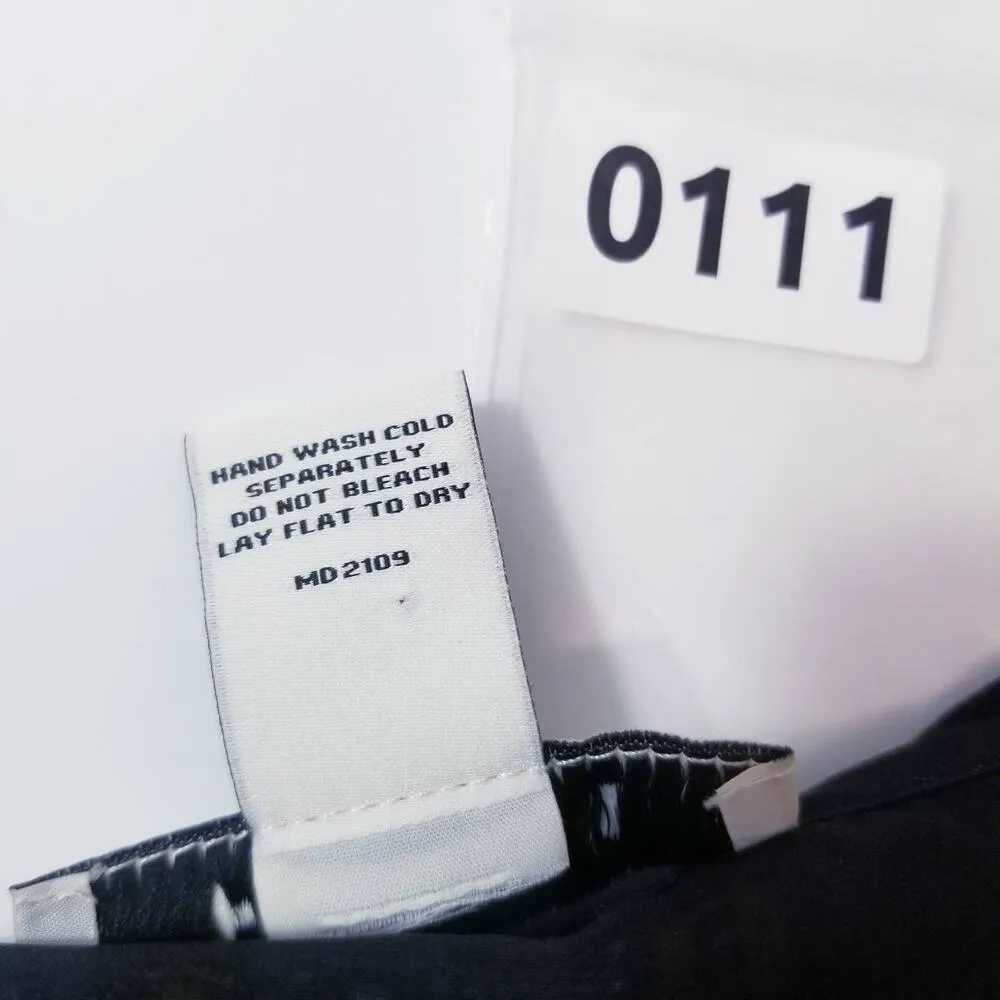 0111
HAND WASH COLD
SEPARATELY
DO NOT BLEACH
LAY FLAT TO DRY
MD2109